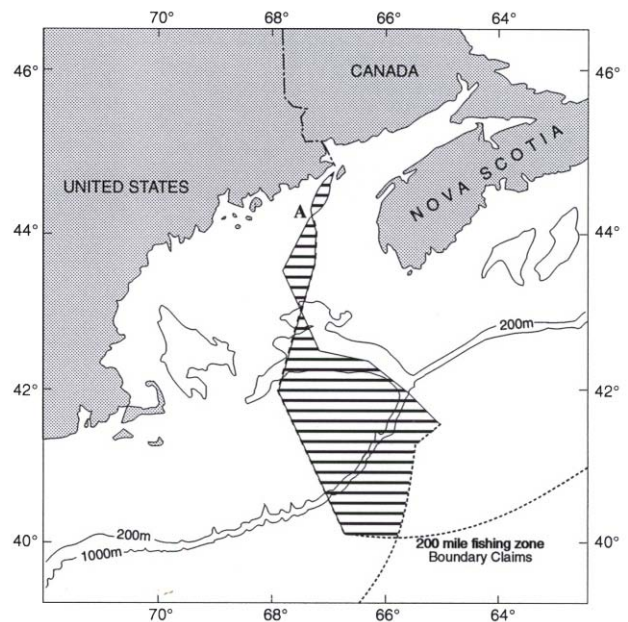 70° 68° 66° 64°
46° 46°
CANADA
UNITED STATES
NOVA SCOTIA
A
44° 44°
200m
42° 42°
200m
1000m
40° 40°
200 mile fishing zone
Boundary Claims
70° 68° 66° 64°